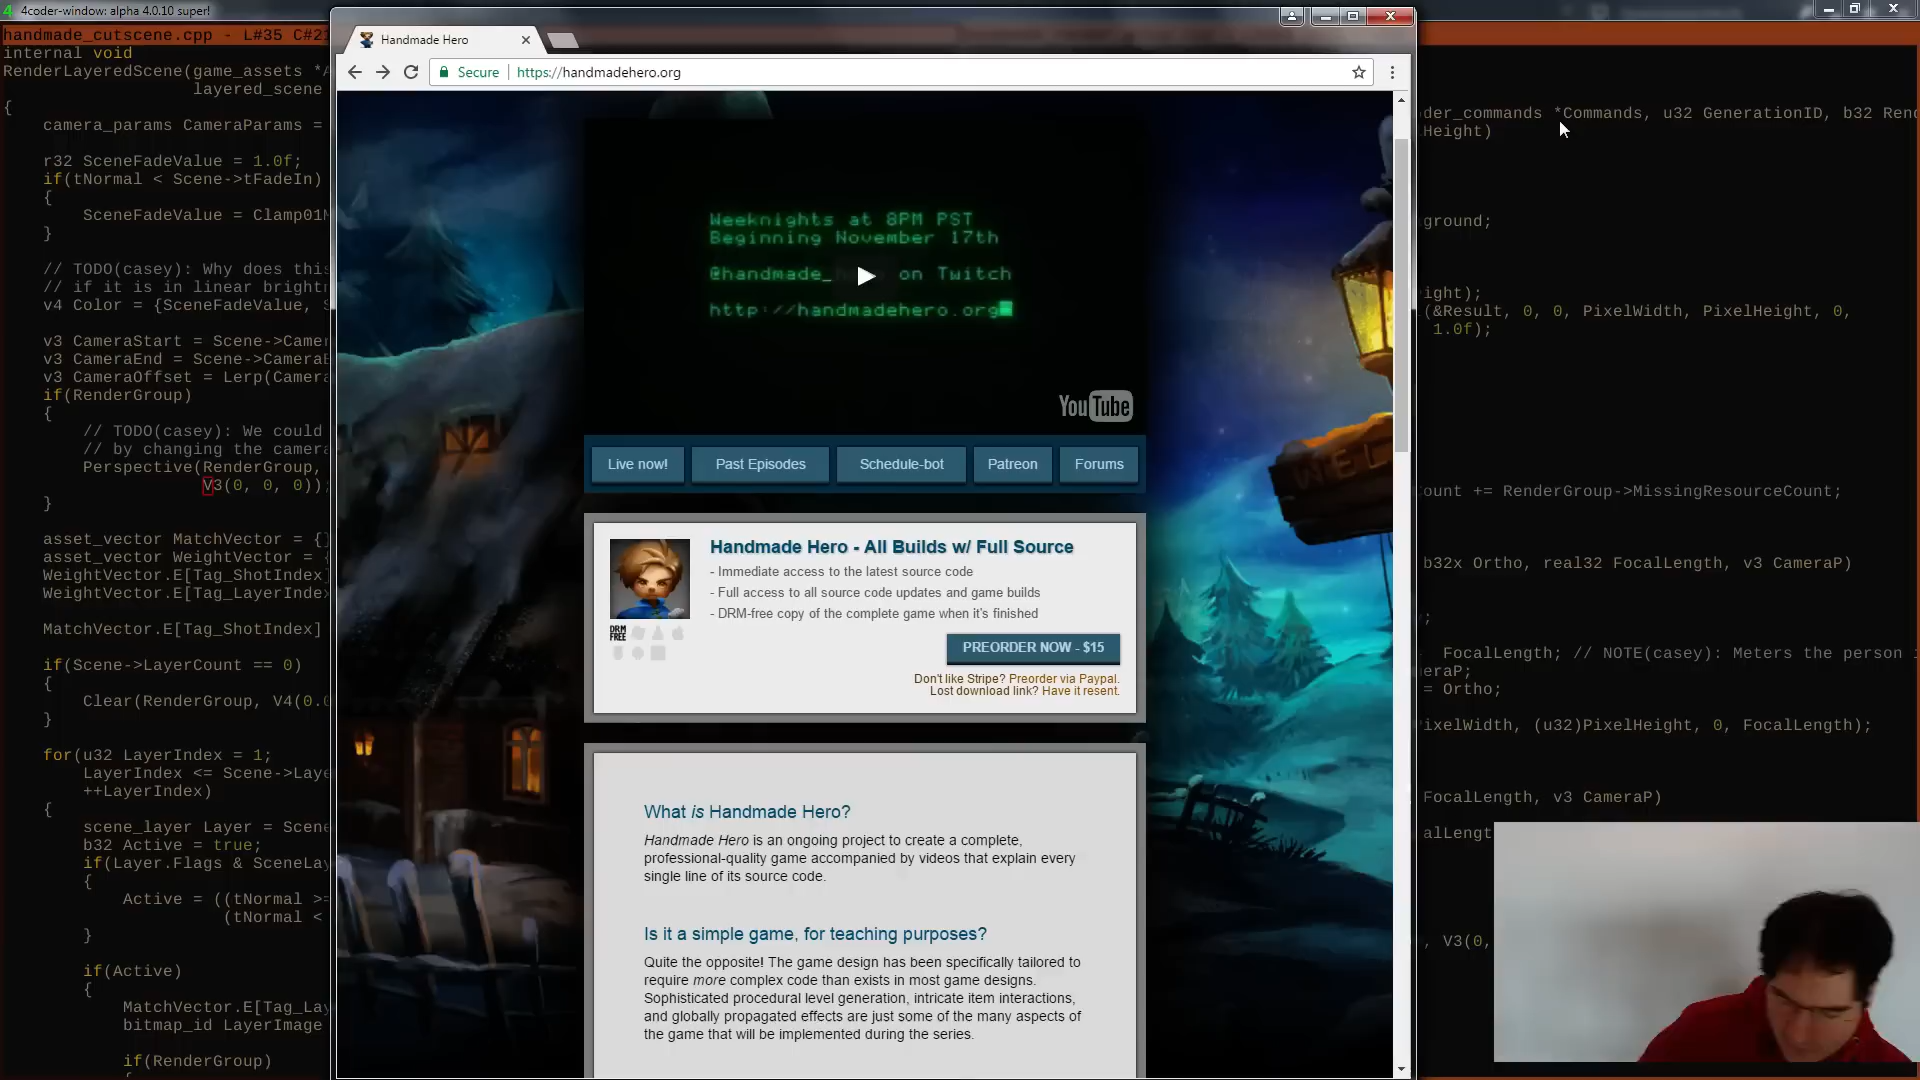 4coder-window: alpha 4.0.10 super!
handmade_cutscene.cpp - L#35 C#21
internal void
RenderLayeredScene(game_assets *A
layered_scene
{
camera_params CameraParams =
r32 SceneFadeValue = 1.0f;
if(tNormal < Scene->tFadeIn)
{
SceneFadeValue = Clamp01M
}
// TODO(casey): Why does this
// if it is in linear brightn
v4 Color = {SceneFadeValue, S
v3 CameraStart = Scene->Camer
v3 CameraEnd = Scene->CameraE
v3 CameraOffset = Lerp(Camera
if(RenderGroup)
{
// TODO(casey): We could
// by changing the camera
Perspective(RenderGroup,
V3(0, 0, 0));
}
asset_vector MatchVector = {}
asset_vector WeightVector = {
WeightVector.E[Tag_ShotIndex]
WeightVector.E[Tag_LayerIndex
MatchVector.E[Tag_ShotIndex]
if(Scene->LayerCount == 0)
{
Clear(RenderGroup, V4(0.0
}
for(u32 LayerIndex = 1;
LayerIndex <= Scene->Laye
++LayerIndex)
{
scene_layer Layer = Scene
b32 Active = true;
if(Layer.Flags & SceneLay
{
Active = ((tNormal >=
(tNormal <
}
if(Active)
{
MatchVector.E[Tag_Lay
bitmap_id LayerImage
if(RenderGroup)
{
Handmade Hero
Secure
https://handmadehero.org
Weeknights at 8PM PST
Beginning November 17th
@handmade_ on Twitch
http://handmadehero.org
YouTube
Live now!
Past Episodes
Schedule-bot
Patreon
Forums
DRM
FREE
Handmade Hero - All Builds w/ Full Source
- Immediate access to the latest source code
- Full access to all source code updates and game builds
- DRM-free copy of the complete game when it's finished
PREORDER NOW - $15
Don't like Stripe? Preorder via Paypal.
Lost download link? Have it resent.
What is Handmade Hero?
Handmade Hero is an ongoing project to create a complete,
professional-quality game accompanied by videos that explain every
single line of its source code.
Is it a simple game, for teaching purposes?
Quite the opposite! The game design has been specifically tailored to
require more complex code than exists in most game designs.
Sophisticated procedural level generation, intricate item interactions,
and globally propagated effects are just some of the many aspects of
the game that will be implemented during the series.
WEL
der_commands *Commands, u32 GenerationID, b32 Rend
Height)
ground;
ight);
(&Result, 0, 0, PixelWidth, PixelHeight, 0,
1.0f);
Count += RenderGroup->MissingResourceCount;
b32x Ortho, real32 FocalLength, v3 CameraP)
;
FocalLength; // NOTE(casey): Meters the person i
eraP;
= Ortho;
ixelWidth, (u32)PixelHeight, 0, FocalLength);
FocalLength, v3 CameraP)
alLengt
, V3(0,